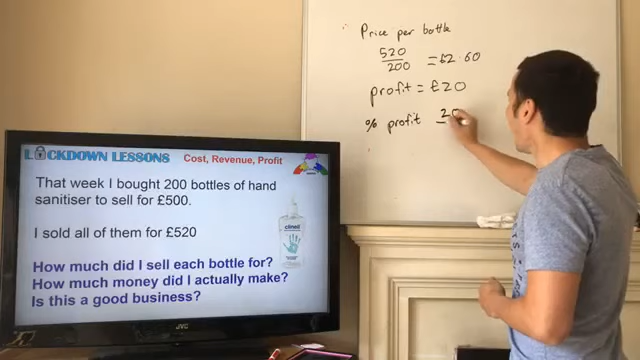 ∴ Price per bottle
520
200
= £2.60
profit = £20
% profit 20
LOCKDOWN LESSONS Cost, Revenue, Profit
That week I bought 200 bottles of hand
sanitiser to sell for £500.
I sold all of them for £520
How much did I sell each bottle for?
How much money did I actually make?
Is this a good business?
clinell
JVC